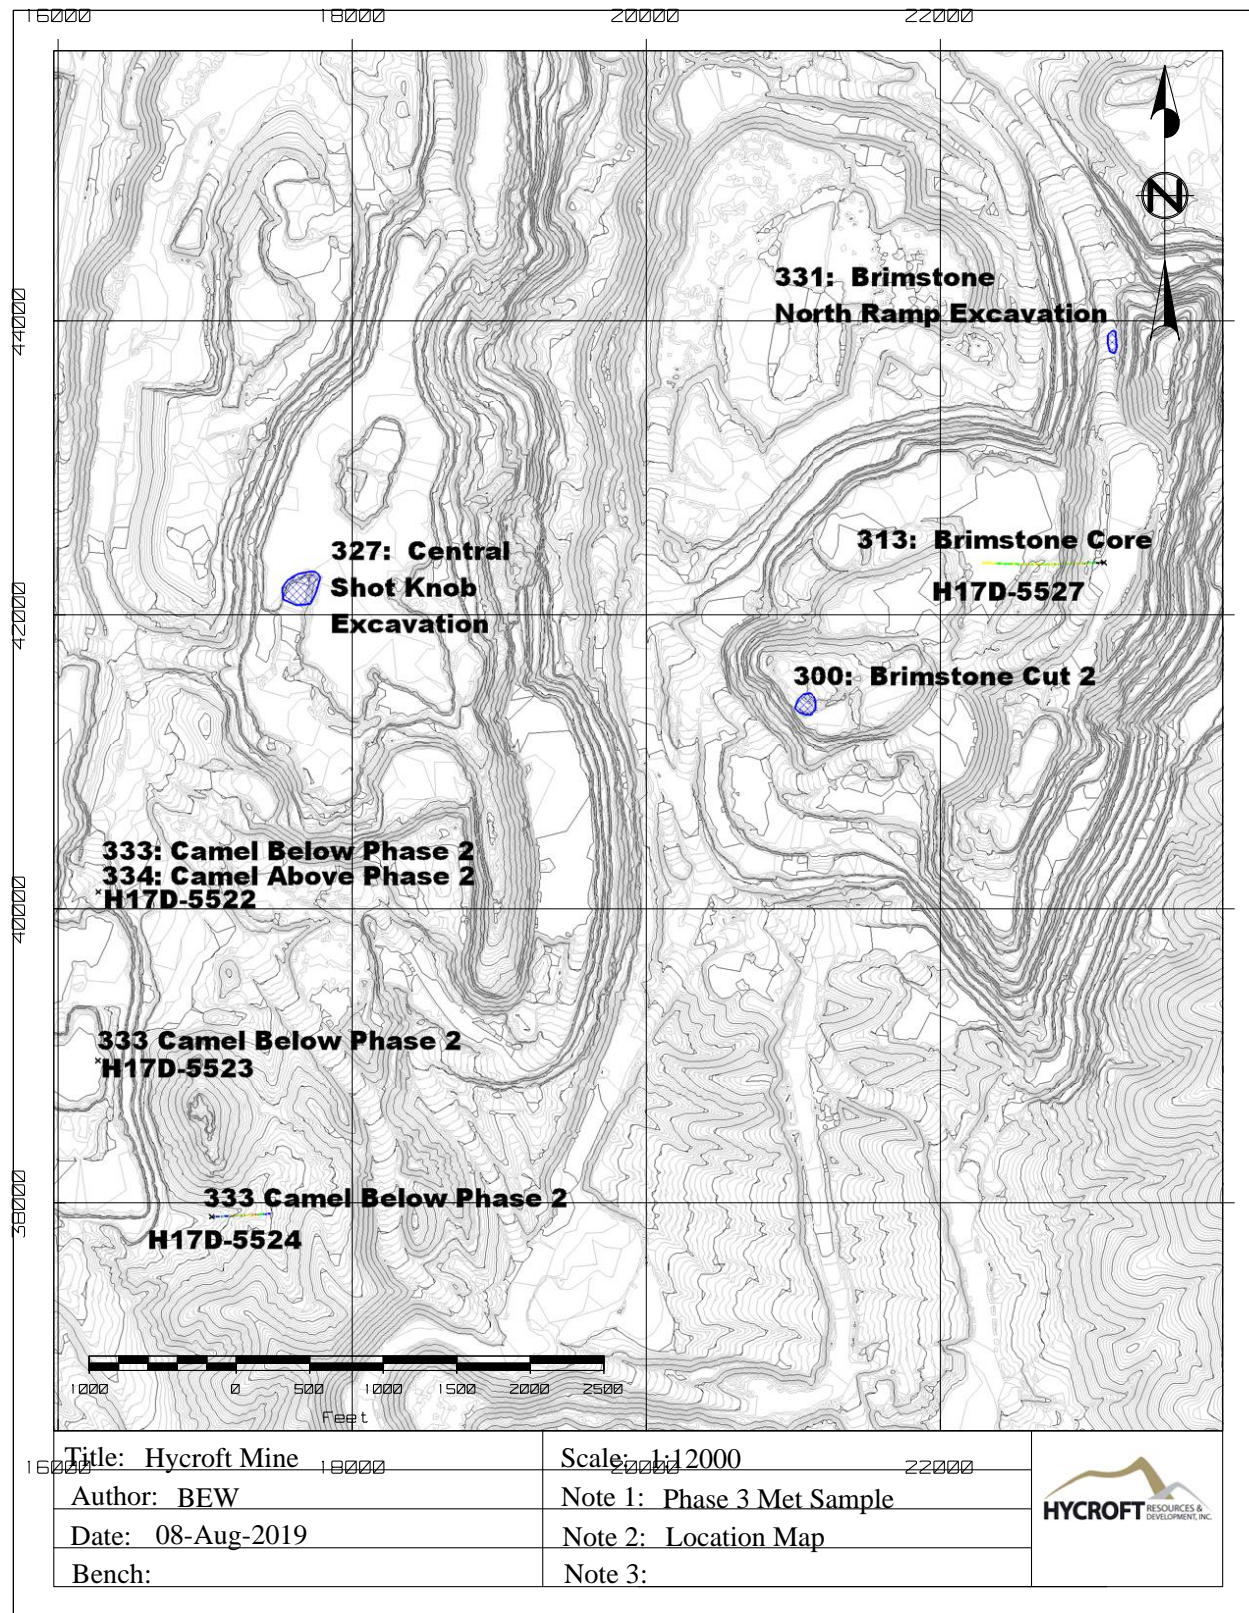 16000 18000 20000 22000
44000
331: Brimstone
North Ramp Excavation
N
327: Central
Shot Knob
Excavation
313: Brimstone Core
H17D-5527
42000
300: Brimstone Cut 2
333: Camel Below Phase 2
334: Camel Above Phase 2
H17D-5522
40000
333 Camel Below Phase 2
H17D-5523
38000
333 Camel Below Phase 2
H17D-5524
1000 0 500 1000 1500 2000 2500
Feet
16000 18000 20000 22000
Title: Hycroft Mine
Author: BEW
Date: 08-Aug-2019
Bench:
Scale: 1:12000
Note 1: Phase 3 Met Sample
Note 2: Location Map
Note 3:
HYCROFT RESOURCES &
DEVELOPMENT, INC.